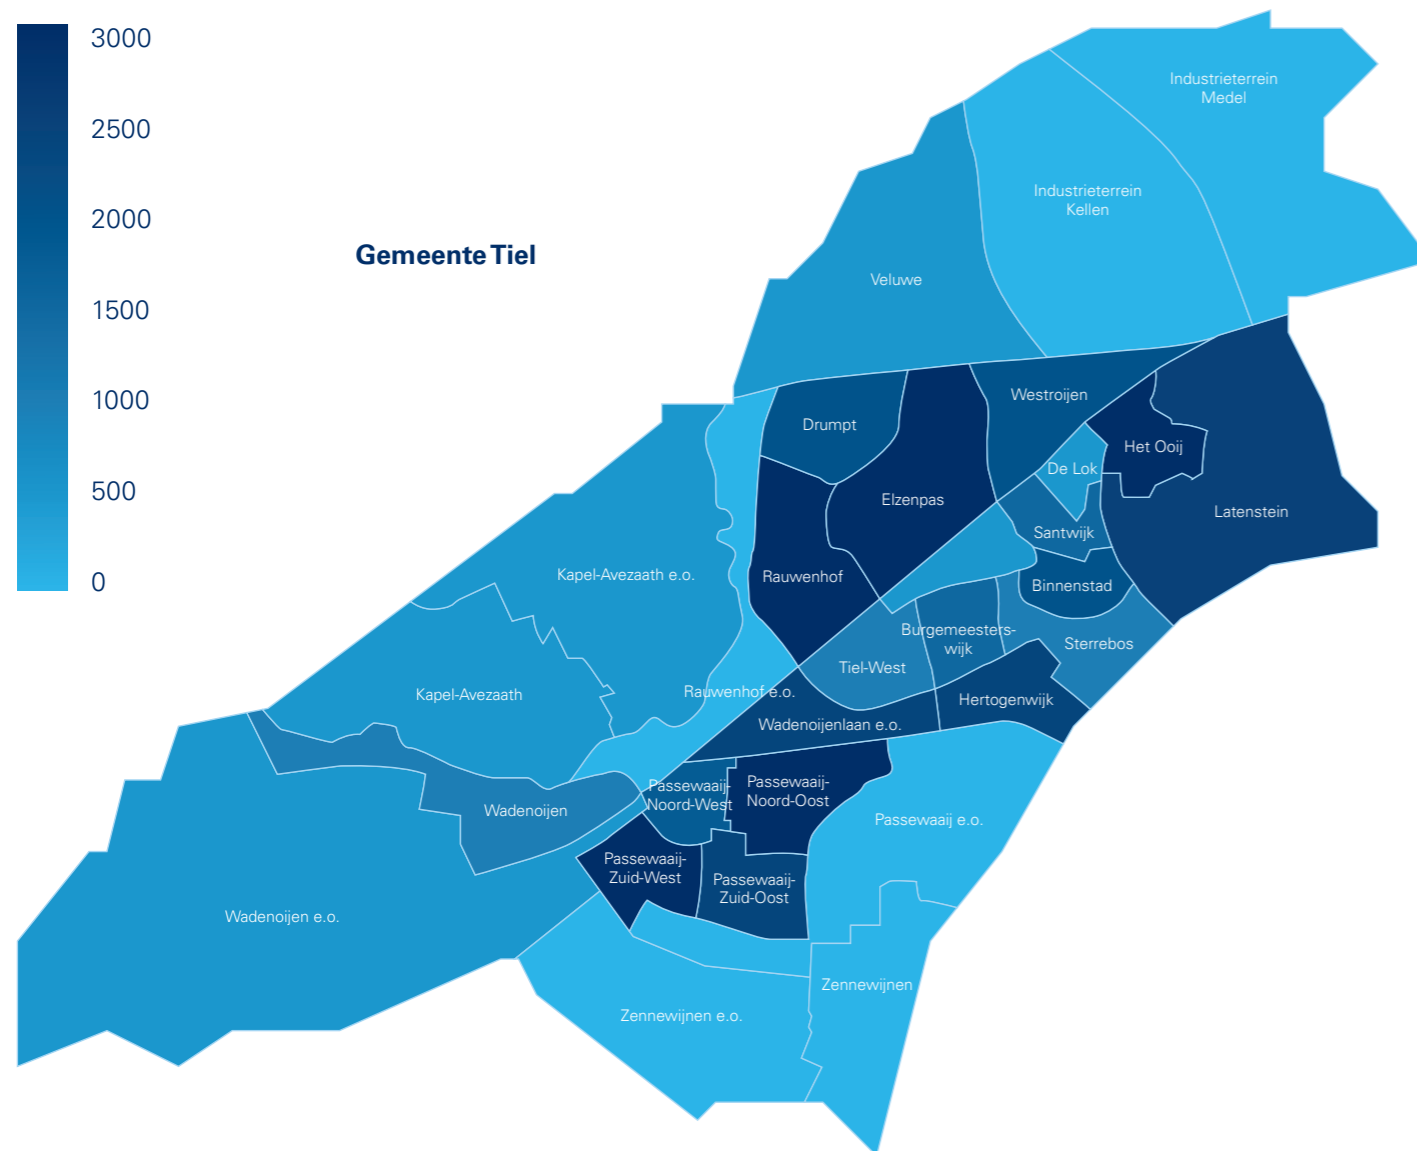 3000
2500
2000
1500
1000
500
0
Gemeente Tiel
Industrieterrein
Medel
Industrieterrein
Kellen
Veluwe
Westroijen
Drumpt
Het Ooij
De Lok
Elzenpas
Latenstein
Santwijk
Kapel-Avezaath e.o.
Rauwenhof
Binnenstad
Burgemeesters-
wijk
Sterrebos
Tiel-West
Kapel-Avezaath
Rauwenhof e.o.
Hertogenwijk
Wadenoijenlaan e.o.
Passewaaij-
Noord-West
Passewaaij-
Noord-Oost
Wadenoijen
Passewaaij e.o.
Passewaaij-
Zuid-West
Passewaaij-
Zuid-Oost
Wadenoijen e.o.
Zennewijnen
Zennewijnen e.o.